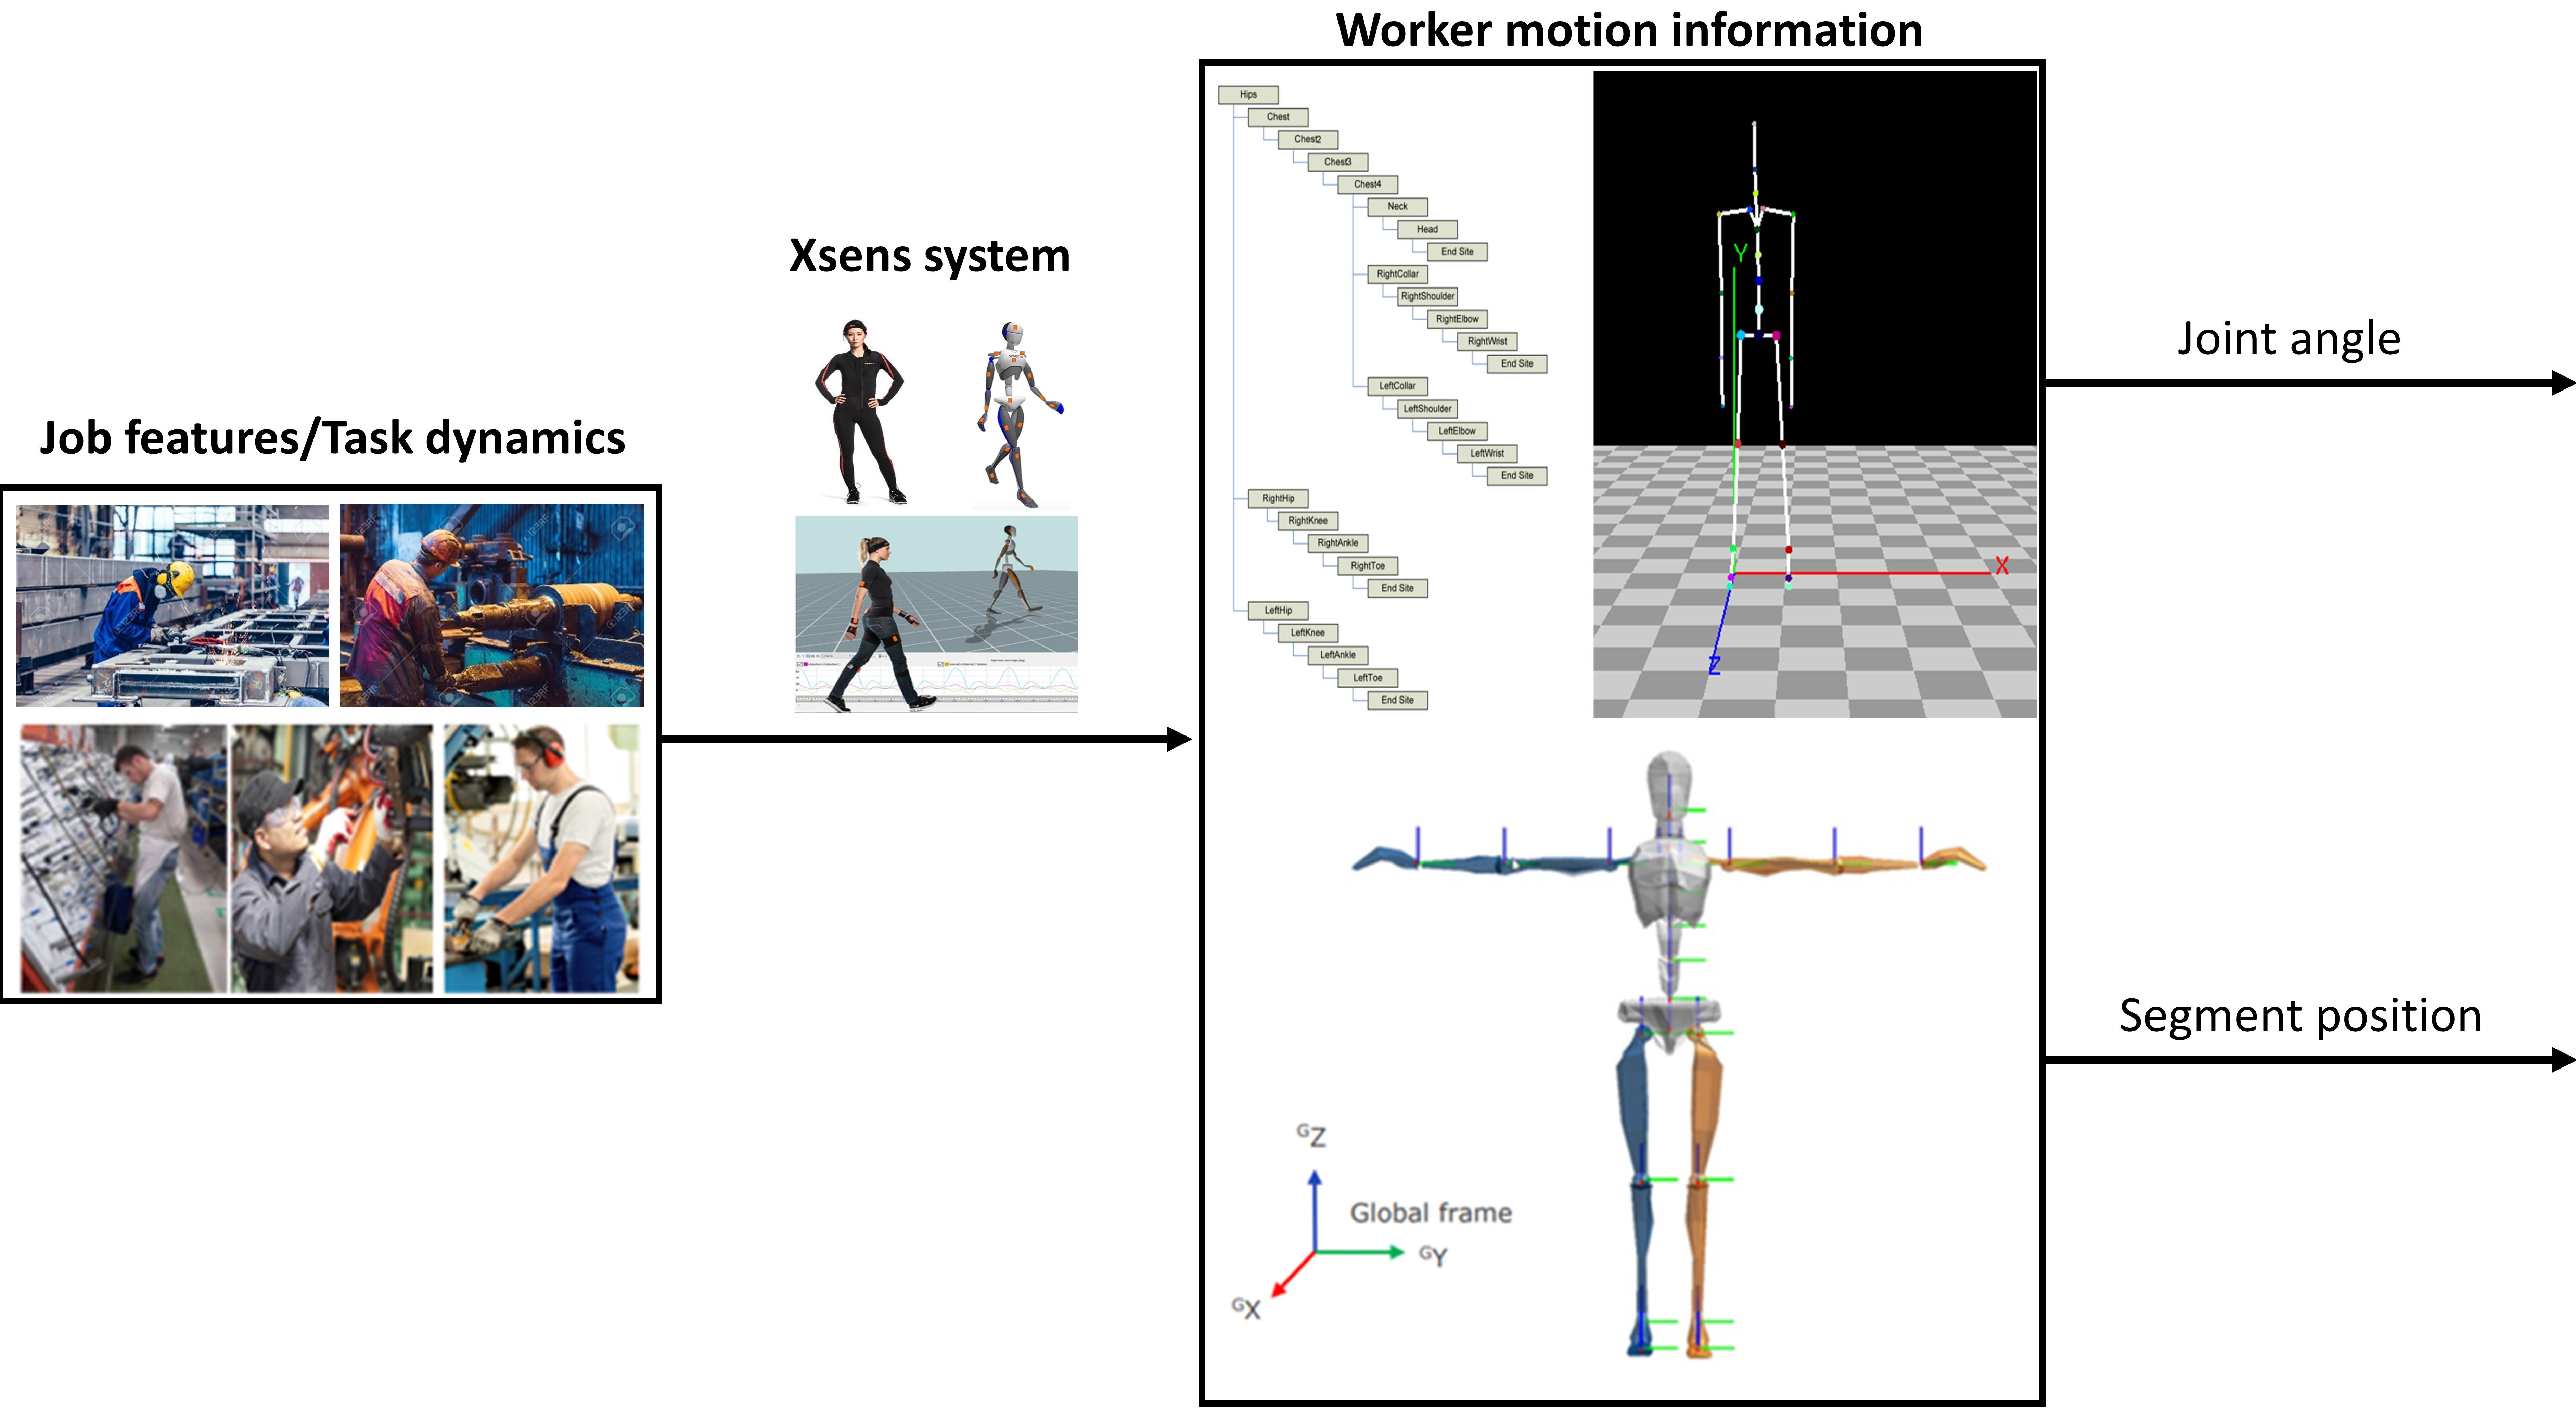 Worker motion information
Xsens system
Job features/Task dynamics
Hips
Chest
Chest2
Chest3
Chest4
Neck
Head
End Site
RightCollar
RightShoulder
RightElbow
RightWrist
End Site
LeftCollar
LeftShoulder
LeftElbow
LeftWrist
End Site
RightHip
RightKnee
RightAnkle
RightToe
End Site
LeftHip
LeftKnee
LeftAnkle
LeftToe
End Site
Y
X
Z
Joint angle
Segment position
GZ
Global frame
GY
GX
123RF